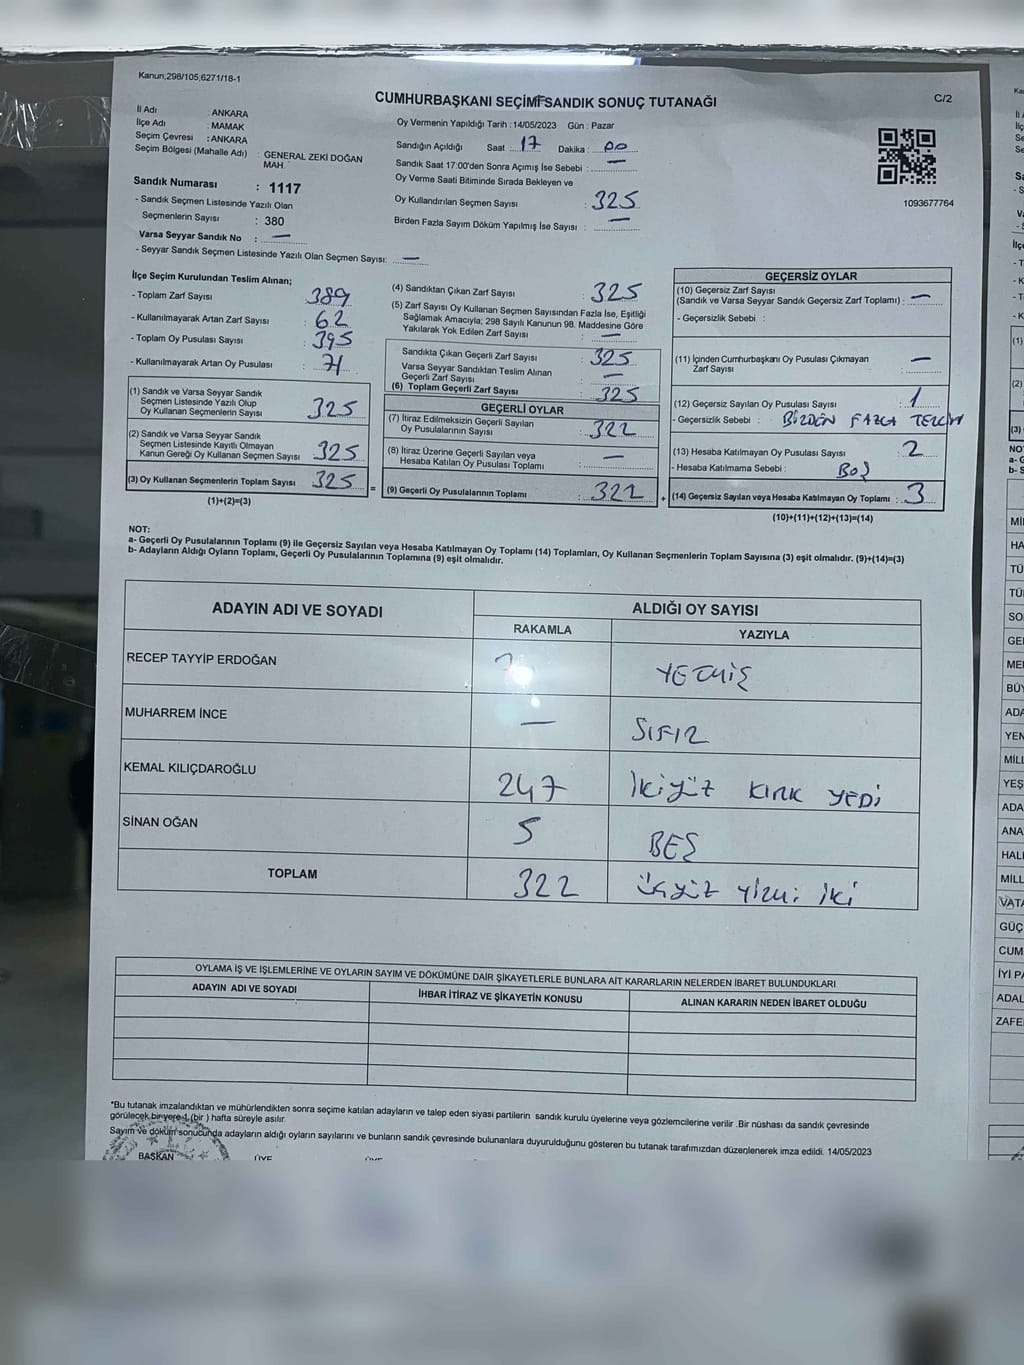 Kanun,298/105,6271/18-1
CUMHURBAŞKANI SEÇİMİ SANDIK SONUÇ TUTANAĞI
C/2
İl Adı : ANKARA
İlçe Adı : MAMAK
Seçim Çevresi : ANKARA
Seçim Bölgesi (Mahalle Adı) : GENERAL ZEKİ DOĞAN
MAH.
Sandık Numarası : 1117
- Sandık Seçmen Listesinde Yazılı Olan
Seçmenlerin Sayısı : 380
Varsa Seyyar Sandık No : —
- Seyyar Sandık Seçmen Listesinde Yazılı Olan Seçmen Sayısı: —
Oy Vermenin Yapıldığı Tarih : 14/05/2023 Gün : Pazar
Sandığın Açıldığı Saat 17 Dakika : 00
Sandık Saat 17:00'den Sonra Açımış İse Sebebi : —
Oy Verme Saati Bitiminde Sırada Bekleyen ve
Oy Kullandırılan Seçmen Sayısı : 325
Birden Fazla Sayım Döküm Yapılmış İse Sayısı : —
1093677764
İlçe Seçim Kurulundan Teslim Alınan;
- Toplam Zarf Sayısı : 389
- Kullanılmayarak Artan Zarf Sayısı : 62
- Toplam Oy Pusulası Sayısı : 395
- Kullanılmayarak Artan Oy Pusulası : 71
(1) Sandık ve Varsa Seyyar Sandık
Seçmen Listesinde Yazılı Olup
Oy Kullanan Seçmenlerin Sayısı 325
(2) Sandık ve Varsa Seyyar Sandık
Seçmen Listesinde Kayıtlı Olmayan
Kanun Gereği Oy Kullanan Seçmen Sayısı 325
(3) Oy Kullanan Seçmenlerin Toplam Sayısı 325
(1)+(2)=(3)
(4) Sandıktan Çıkan Zarf Sayısı : 325
(5) Zarf Sayısı Oy Kullanan Seçmen Sayısından Fazla İse, Eşitliği
Sağlamak Amacıyla; 298 Sayılı Kanunun 98. Maddesine Göre
Yakılarak Yok Edilen Zarf Sayısı : —
Sandıkta Çıkan Geçerli Zarf Sayısı : 325
Varsa Seyyar Sandıktan Teslim Alınan
Geçerli Zarf Sayısı : —
(6) Toplam Geçerli Zarf Sayısı : 325
GEÇERLİ OYLAR
(7) İtiraz Edilmeksizin Geçerli Sayılan
Oy Pusulalarının Sayısı : 322
(8) İtiraz Üzerine Geçerli Sayılan veya
Hesaba Katılan Oy Pusulası Toplamı : —
= (9) Geçerli Oy Pusulalarının Toplamı : 322 +
GEÇERSİZ OYLAR
(10) Geçersiz Zarf Sayısı
(Sandık ve Varsa Seyyar Sandık Geçersiz Zarf Toplamı) : —
- Geçersizlik Sebebi :
(11) İçinden Cumhurbaşkanı Oy Pusulası Çıkmayan
Zarf Sayısı : —
(12) Geçersiz Sayılan Oy Pusulası Sayısı : 1
- Geçersizlik Sebebi : BİRDEN FAZLA TERCİH
(13) Hesaba Katılmayan Oy Pusulası Sayısı : 2
- Hesaba Katılmama Sebebi : BOŞ
(14) Geçersiz Sayılan veya Hesaba Katılmayan Oy Toplamı : 3
(10)+(11)+(12)+(13)=(14)
NOT:
a- Geçerli Oy Pusulalarının Toplamı (9) ile Geçersiz Sayılan veya Hesaba Katılmayan Oy Toplamı (14) Toplamları, Oy Kullanan Seçmenlerin Toplam Sayısına (3) eşit olmalıdır. (9)+(14)=(3)
b- Adayların Aldığı Oyların Toplamı, Geçerli Oy Pusulalarının Toplamına (9) eşit olmalıdır.
ADAYIN ADI VE SOYADI ALDIĞI OY SAYISI
RAKAMLA YAZIYLA
RECEP TAYYİP ERDOĞAN YETMİŞ
MUHARREM İNCE — SIFIR
KEMAL KILIÇDAROĞLU 247 İKİYÜZ KIRK YEDİ
SİNAN OĞAN 5 BEŞ
TOPLAM 322 ÜÇYÜZ YİRMİ İKİ
OYLAMA İŞ VE İŞLEMLERİNE VE OYLARIN SAYIM VE DÖKÜMÜNE DAİR ŞİKAYETLERLE BUNLARA AİT KARARLARIN NELERDEN İBARET BULUNDUKLARI
ADAYIN ADI VE SOYADI İHBAR İTİRAZ VE ŞİKAYETİN KONUSU ALINAN KARARIN NEDEN İBARET OLDUĞU
*Bu tutanak imzalandıktan ve mühürlendikten sonra seçime katılan adayların ve talep eden siyasi partilerin sandık kurulu üyelerine veya gözlemcilerine verilir .Bir nüshası da sandık çevresinde
görülecek bir yere 1 (bir ) hafta süreyle asılır.
Sayım ve döküm sonucunda adayların aldığı oyların sayılarını ve bunların sandık çevresinde bulunanlara duyurulduğunu gösteren bu tutanak tarafımızdan düzenlenerek imza edildi. 14/05/2023
BAŞKAN ÜYE